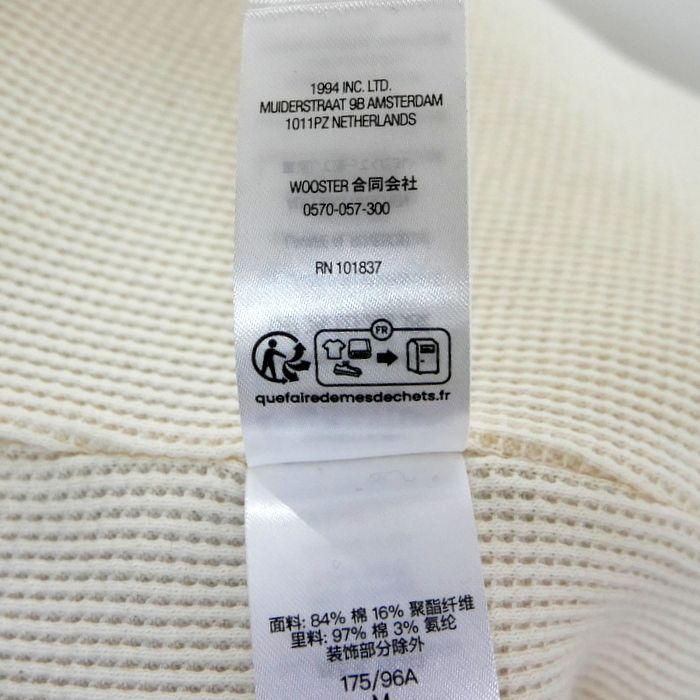 1994 INC. LTD.
MUIDERSTRAAT 9B AMSTERDAM
1011PZ NETHERLANDS
WOOSTER 合同会社
0570-057-300
RN 101837
FR
quefairedemesdechets.fr
面料: 84% 棉 16% 聚酯纤维
里料: 97% 棉 3% 氨纶
装饰部分除外
175/96A
M